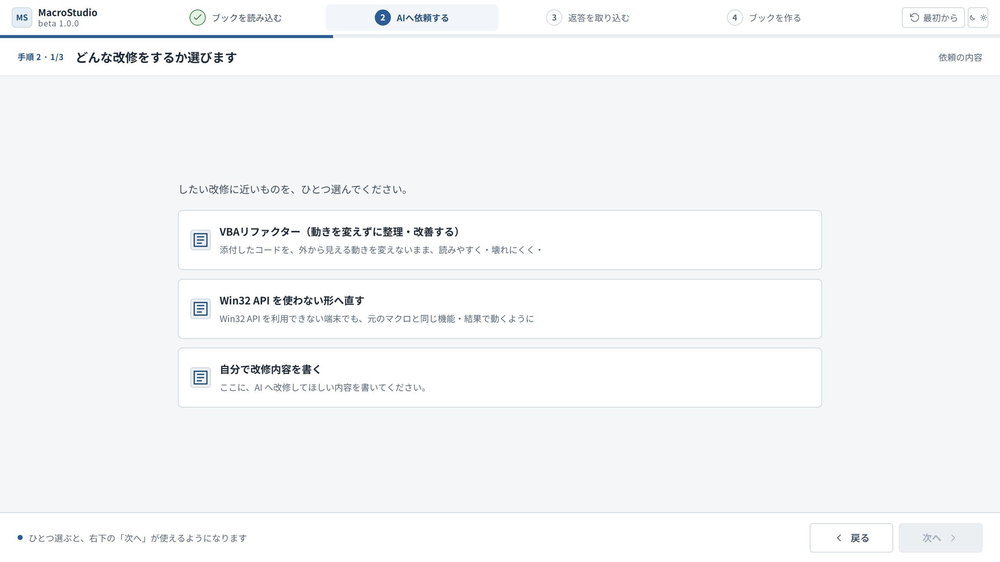 MS
MacroStudio
beta 1.0.0
ブックを読み込む
2 AIへ依頼する
3 返答を取り込む
4 ブックを作る
最初から
手順 2 · 1/3 どんな改修をするか選びます
依頼の内容
したい改修に近いものを、ひとつ選んでください。
VBAリファクター（動きを変えずに整理・改善する）
添付したコードを、外から見える動きを変えないまま、読みやすく・壊れにくく・
Win32 API を使わない形へ直す
Win32 API を利用できない端末でも、元のマクロと同じ機能・結果で動くように
自分で改修内容を書く
ここに、AI へ改修してほしい内容を書いてください。
ひとつ選ぶと、右下の「次へ」が使えるようになります
戻る
次へ